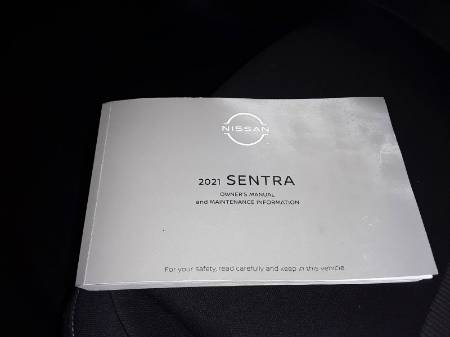 NISSAN
2021 SENTRA
OWNER'S MANUAL
and MAINTENANCE INFORMATION
For your safety, read carefully and keep in this vehicle.